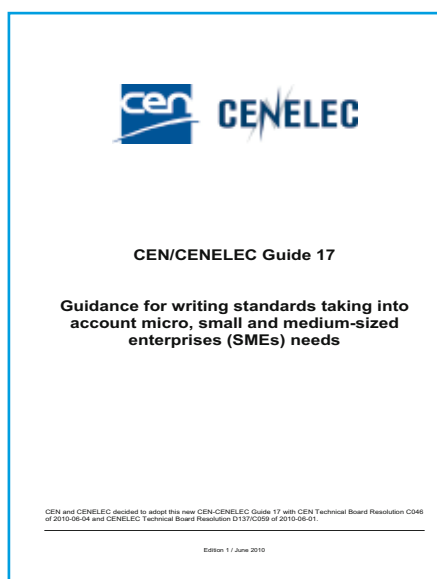 cen CENELEC
CEN/CENELEC Guide 17
Guidance for writing standards taking into
account micro, small and medium-sized
enterprises (SMEs) needs
CEN and CENELEC decided to adopt this new CEN-CENELEC Guide 17 with CEN Technical Board Resolution C046
of 2010-06-04 and CENELEC Technical Board Resolution D137/C059 of 2010-06-01.
Edition 1 / June 2010